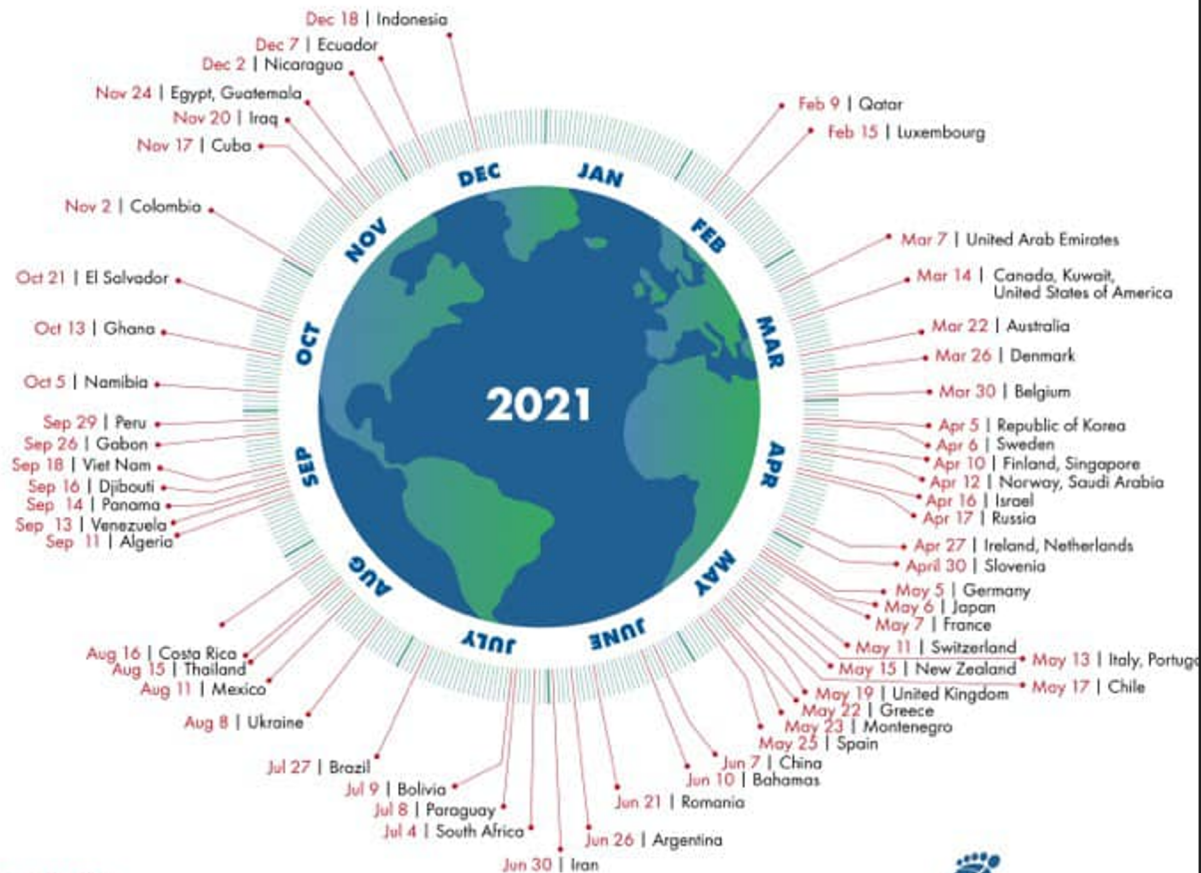 Dec 18 | Indonesia
Dec 7 | Ecuador
Dec 2 | Nicaragua
Nov 24 | Egypt, Guatemala
Nov 20 | Iraq
Nov 17 | Cuba
Nov 2 | Colombia
Oct 21 | El Salvador
Oct 13 | Ghana
Oct 5 | Namibia
Sep 29 | Peru
Sep 26 | Gabon
Sep 18 | Viet Nam
Sep 16 | Djibouti
Sep 14 | Panama
Sep 13 | Venezuela
Sep 11 | Algeria
Aug 16 | Costa Rica
Aug 15 | Thailand
Aug 11 | Mexico
Aug 8 | Ukraine
Jul 27 | Brazil
Jul 9 | Bolivia
Jul 8 | Paraguay
Jul 4 | South Africa
Jun 30 | Iran
Feb 9 | Qatar
Feb 15 | Luxembourg
Mar 7 | United Arab Emirates
Mar 14 | Canada, Kuwait,
United States of America
Mar 22 | Australia
Mar 26 | Denmark
Mar 30 | Belgium
Apr 5 | Republic of Korea
Apr 6 | Sweden
Apr 10 | Finland, Singapore
Apr 12 | Norway, Saudi Arabia
Apr 16 | Israel
Apr 17 | Russia
Apr 27 | Ireland, Netherlands
April 30 | Slovenia
May 5 | Germany
May 6 | Japan
May 7 | France
May 11 | Switzerland
May 13 | Italy, Portug
May 15 | New Zealand
May 17 | Chile
May 19 | United Kingdom
May 22 | Greece
May 23 | Montenegro
May 25 | Spain
Jun 7 | China
Jun 10 | Bahamas
Jun 21 | Romania
Jun 26 | Argentina
JAN
FEB
MAR
APR
MAY
JUNE
JULY
AUG
SEP
OCT
NOV
DEC
2021